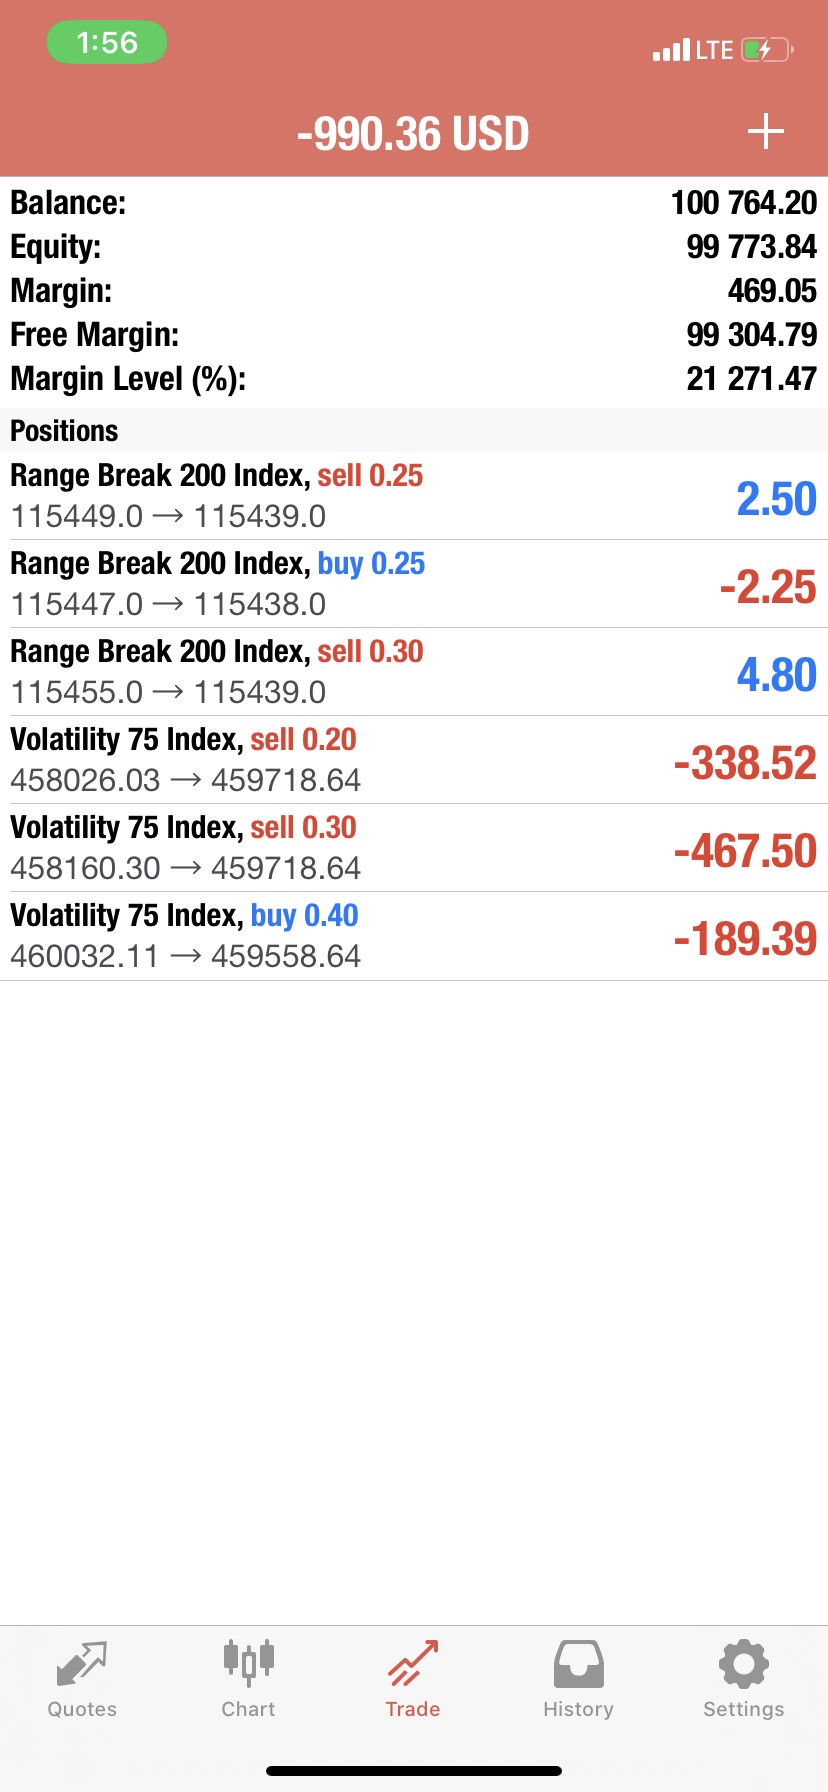 1:56
LTE
-990.36 USD
Balance: 100 764.20
Equity: 99 773.84
Margin: 469.05
Free Margin: 99 304.79
Margin Level (%): 21 271.47
Positions
Range Break 200 Index, sell 0.25
115449.0 → 115439.0
2.50
Range Break 200 Index, buy 0.25
115447.0 → 115438.0
-2.25
Range Break 200 Index, sell 0.30
115455.0 → 115439.0
4.80
Volatility 75 Index, sell 0.20
458026.03 → 459718.64
-338.52
Volatility 75 Index, sell 0.30
458160.30 → 459718.64
-467.50
Volatility 75 Index, buy 0.40
460032.11 → 459558.64
-189.39
Quotes Chart Trade History Settings